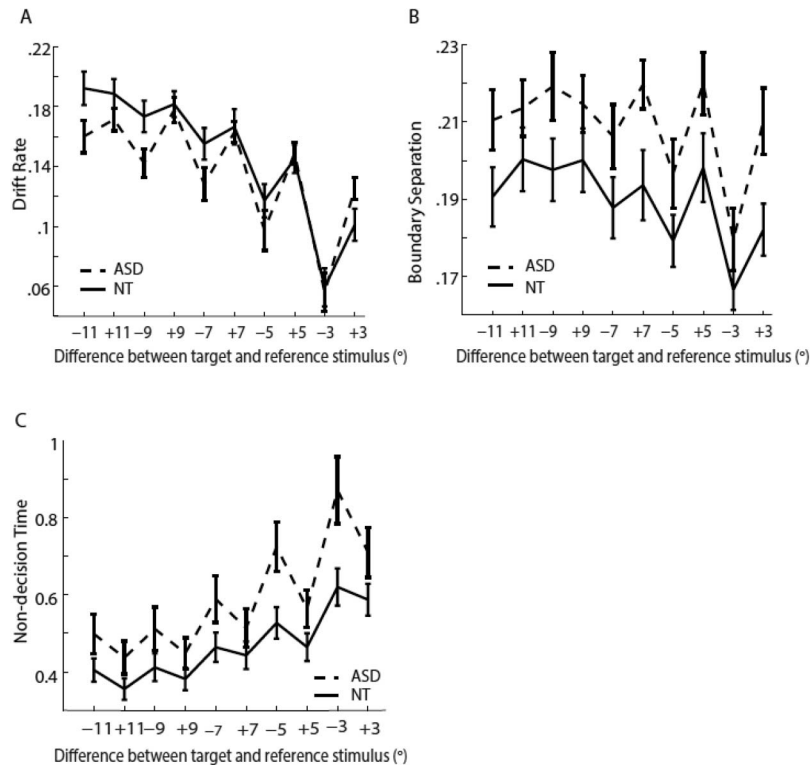 A
.22
.18
.14
.1
.06
Drift Rate
ASD
NT
−11 +11 −9 +9 −7 +7 −5 +5 −3 +3
Difference between target and reference stimulus (°)
B
.23
.21
.19
.17
Boundary Separation
ASD
NT
−11 +11 −9 +9 −7 +7 −5 +5 −3 +3
Difference between target and reference stimulus (°)
C
1
0.8
0.6
0.4
Non-decision Time
ASD
NT
−11 +11 −9 +9 −7 +7 −5 +5 −3 +3
Difference between target and reference stimulus (°)